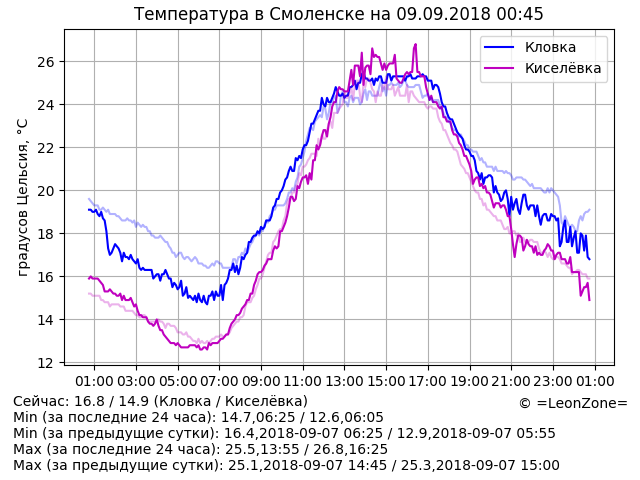 Температура в Смоленске на 09.09.2018 00:45
Кловка
Киселёвка
градусов Цельсия, °C
26
24
22
20
18
16
14
12
01:00 03:00 05:00 07:00 09:00 11:00 13:00 15:00 17:00 19:00 21:00 23:00 01:00
Сейчас: 16.8 / 14.9 (Кловка / Киселёвка)
© =LeonZone=
Min (за последние 24 часа): 14.7,06:25 / 12.6,06:05
Min (за предыдущие сутки): 16.4,2018-09-07 06:25 / 12.9,2018-09-07 05:55
Max (за последние 24 часа): 25.5,13:55 / 26.8,16:25
Max (за предыдущие сутки): 25.1,2018-09-07 14:45 / 25.3,2018-09-07 15:00